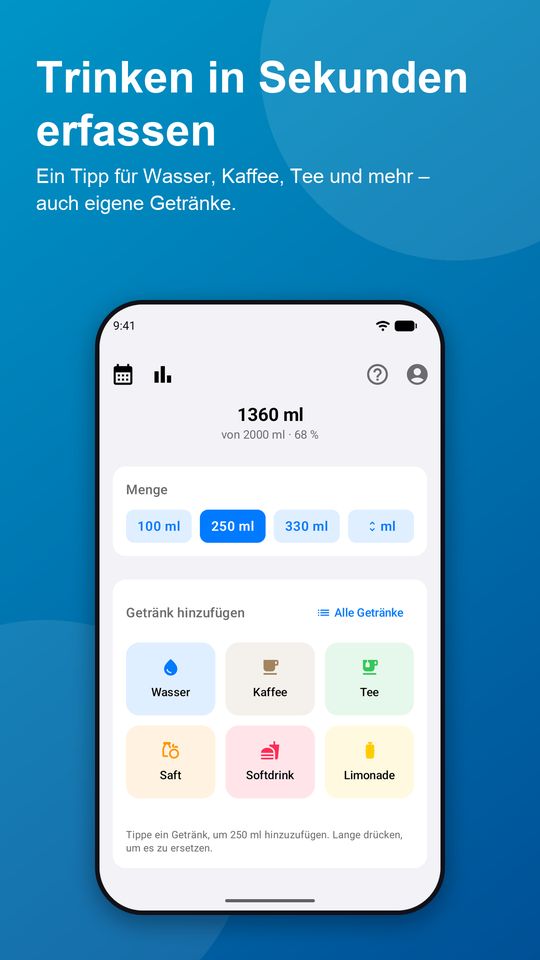 Trinken in Sekunden
erfassen
Ein Tipp für Wasser, Kaffee, Tee und mehr –
auch eigene Getränke.
9:41
1360 ml
von 2000 ml · 68 %
Menge
100 ml
250 ml
330 ml
ml
Getränk hinzufügen
Alle Getränke
Wasser
Kaffee
Tee
Saft
Softdrink
Limonade
Tippe ein Getränk, um 250 ml hinzuzufügen. Lange drücken,
um es zu ersetzen.